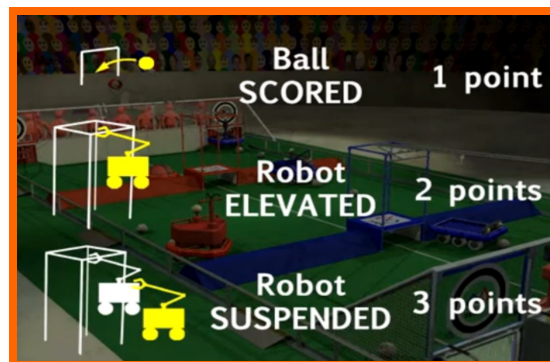 Ball
SCORED
1 point
Robot
ELEVATED
2 points
Robot
SUSPENDED
3 points